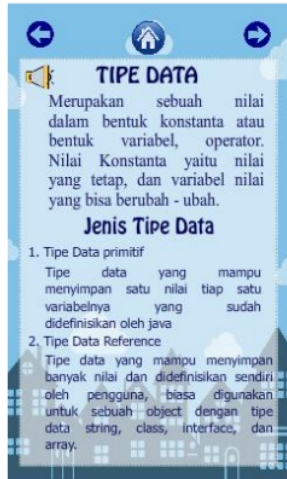 TIPE DATA
Merupakan sebuah nilai
dalam bentuk konstanta atau
bentuk variabel, operator.
Nilai Konstanta yaitu nilai
yang tetap, dan variabel nilai
yang bisa berubah - ubah.
Jenis Tipe Data
1. Tipe Data primitif
Tipe data yang mampu
menyimpan satu nilai tiap satu
variabelnya yang sudah
didefinisikan oleh java
2. Tipe Data Reference
Tipe data yang mampu menyimpan
banyak nilai dan didefinisikan sendiri
oleh pengguna, biasa digunakan
untuk sebuah object dengan tipe
data string, class, interface, dan
array.